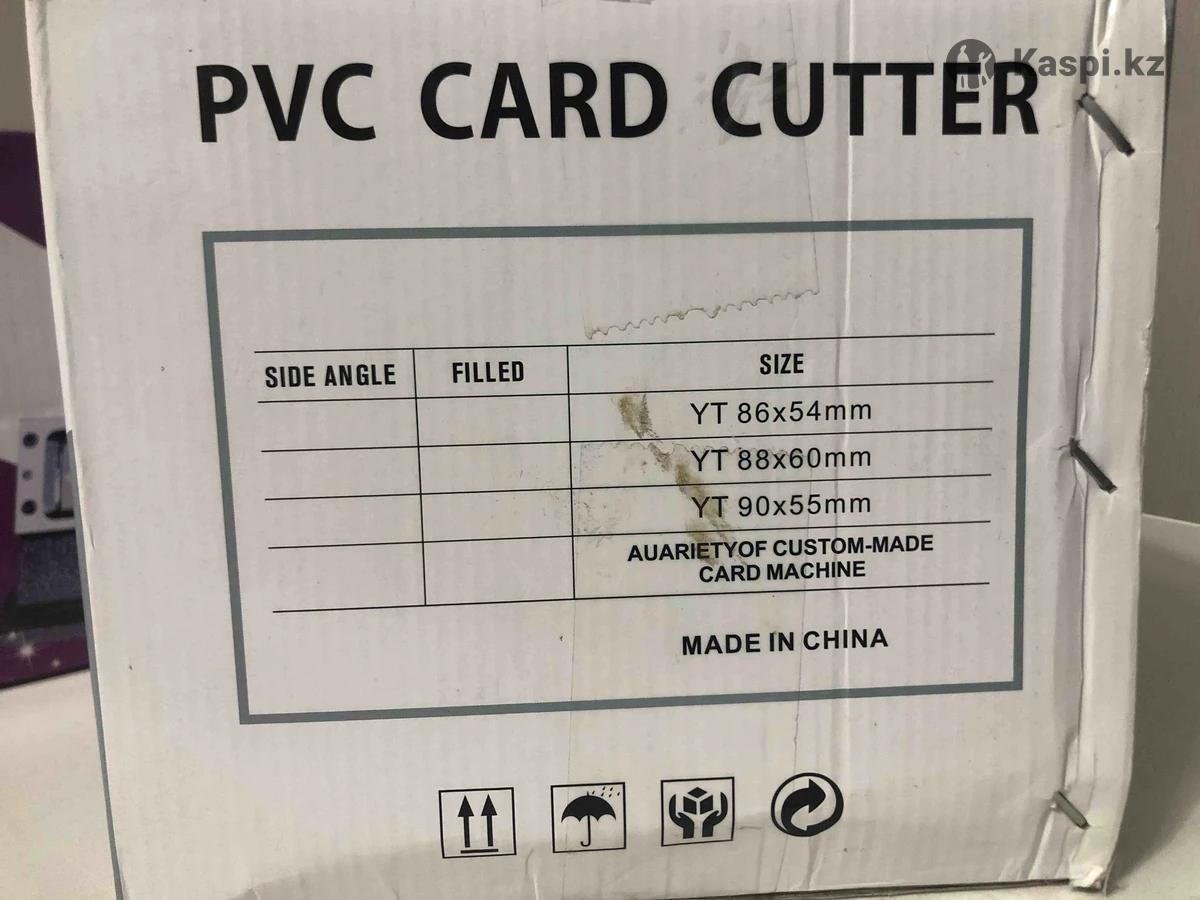 Kaspi.kz
PVC CARD CUTTER
SIDE ANGLE FILLED SIZE
YT 86x54mm
YT 88x60mm
YT 90x55mm
AUARIETYOF CUSTOM-MADE
CARD MACHINE
MADE IN CHINA